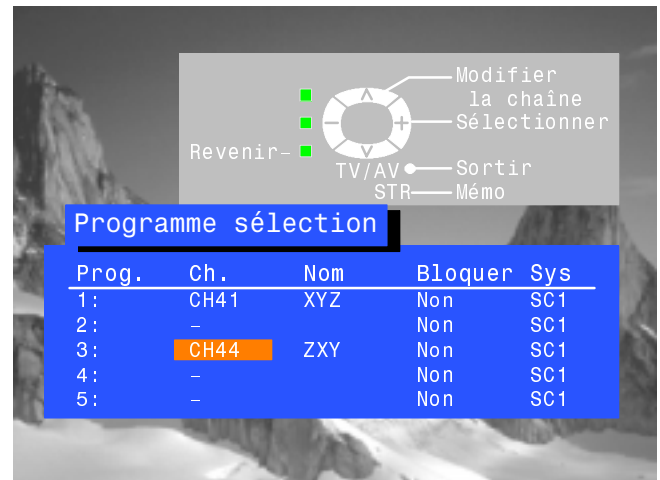 Modifier
la chaîne
Sélectionner
Revenir
TV/AV Sortir
STR Mémo
Programme sélection
Prog. Ch. Nom Bloquer Sys
1: CH41 XYZ Non SC1
2: – Non SC1
3: CH44 ZXY Non SC1
4: – Non SC1
5: – Non SC1